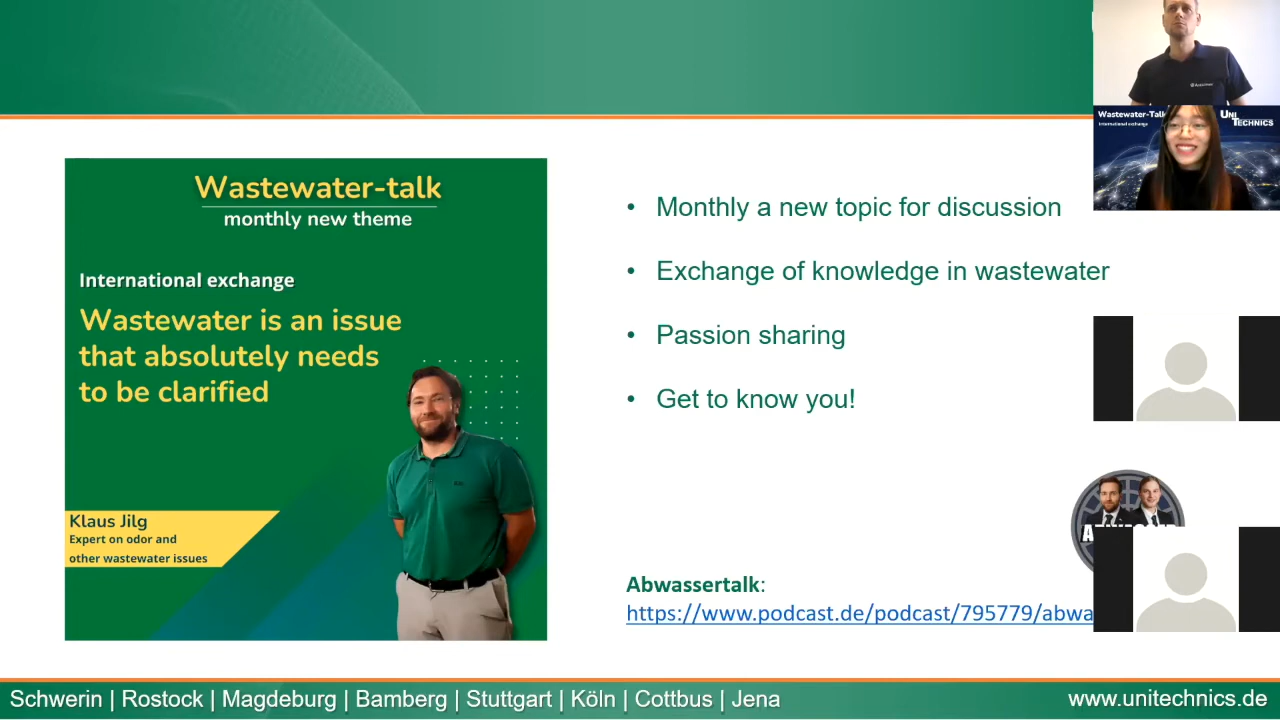 Wastewater-talk
monthly new theme
International exchange
Wastewater is an issue
that absolutely needs
to be clarified
Klaus Jilg
Expert on odor and
other wastewater issues
• Monthly a new topic for discussion
• Exchange of knowledge in wastewater
• Passion sharing
• Get to know you!
Abwassertalk:
https://www.podcast.de/podcast/795779/abwa
Wastewater-Talk
International exchange
UNI
TECHNICS
Schwerin | Rostock | Magdeburg | Bamberg | Stuttgart | Köln | Cottbus | Jena
www.unitechnics.de